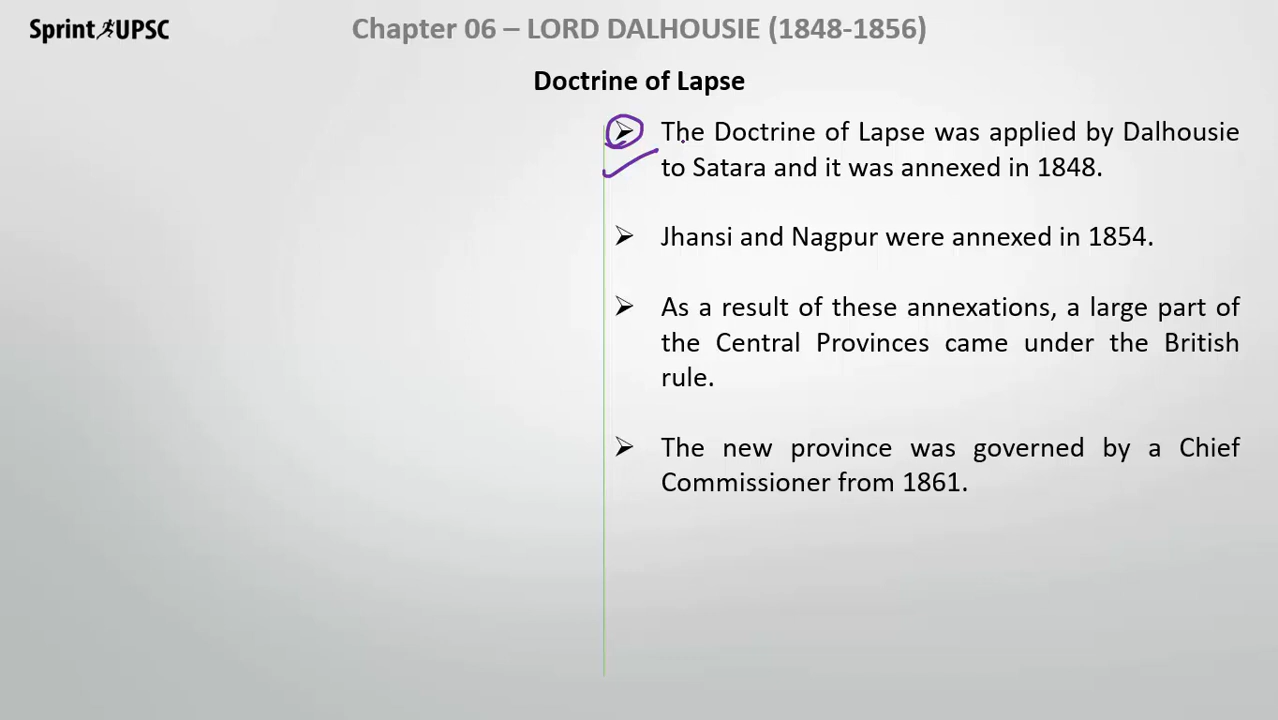 Sprint UPSC
Chapter 06 – LORD DALHOUSIE (1848-1856)
Doctrine of Lapse
➢ The Doctrine of Lapse was applied by Dalhousie
to Satara and it was annexed in 1848.
➢ Jhansi and Nagpur were annexed in 1854.
➢ As a result of these annexations, a large part of
the Central Provinces came under the British
rule.
➢ The new province was governed by a Chief
Commissioner from 1861.